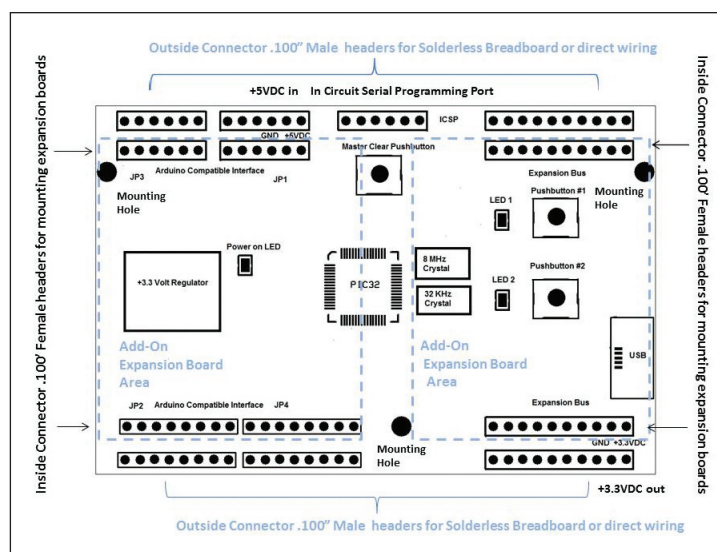 Outside Connector .100” Male headers for Solderless Breadboard or direct wiring
+5VDC in In Circuit Serial Programming Port
ICSP
GND +5VDC
Master Clear Pushbutton
JP3 Arduino Compatible Interface JP1
Expansion Bus
Mounting
Hole
Pushbutton #1
Mounting
Hole
LED 1
Power on LED
+3.3 Volt Regulator
PIC32
8 MHz
Crystal
32 KHz
Crystal
LED 2
Pushbutton #2
Add-On
Expansion Board
Area
Add-On
Expansion Board
Area
USB
JP2 Arduino Compatible Interface JP4
Expansion Bus
Mounting
Hole
GND +3.3VDC
+3.3VDC out
Outside Connector .100” Male headers for Solderless Breadboard or direct wiring
Inside Connector .100’ Female headers for mounting expansion boards
Inside Connector .100’ Female headers for mounting expansion boards